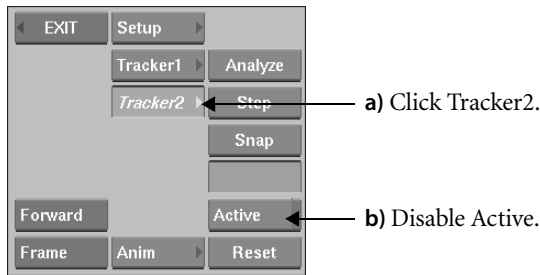 EXIT Setup
Tracker1 Analyze
Tracker2 Step a) Click Tracker2.
Snap
Forward Active b) Disable Active.
Frame Anim Reset